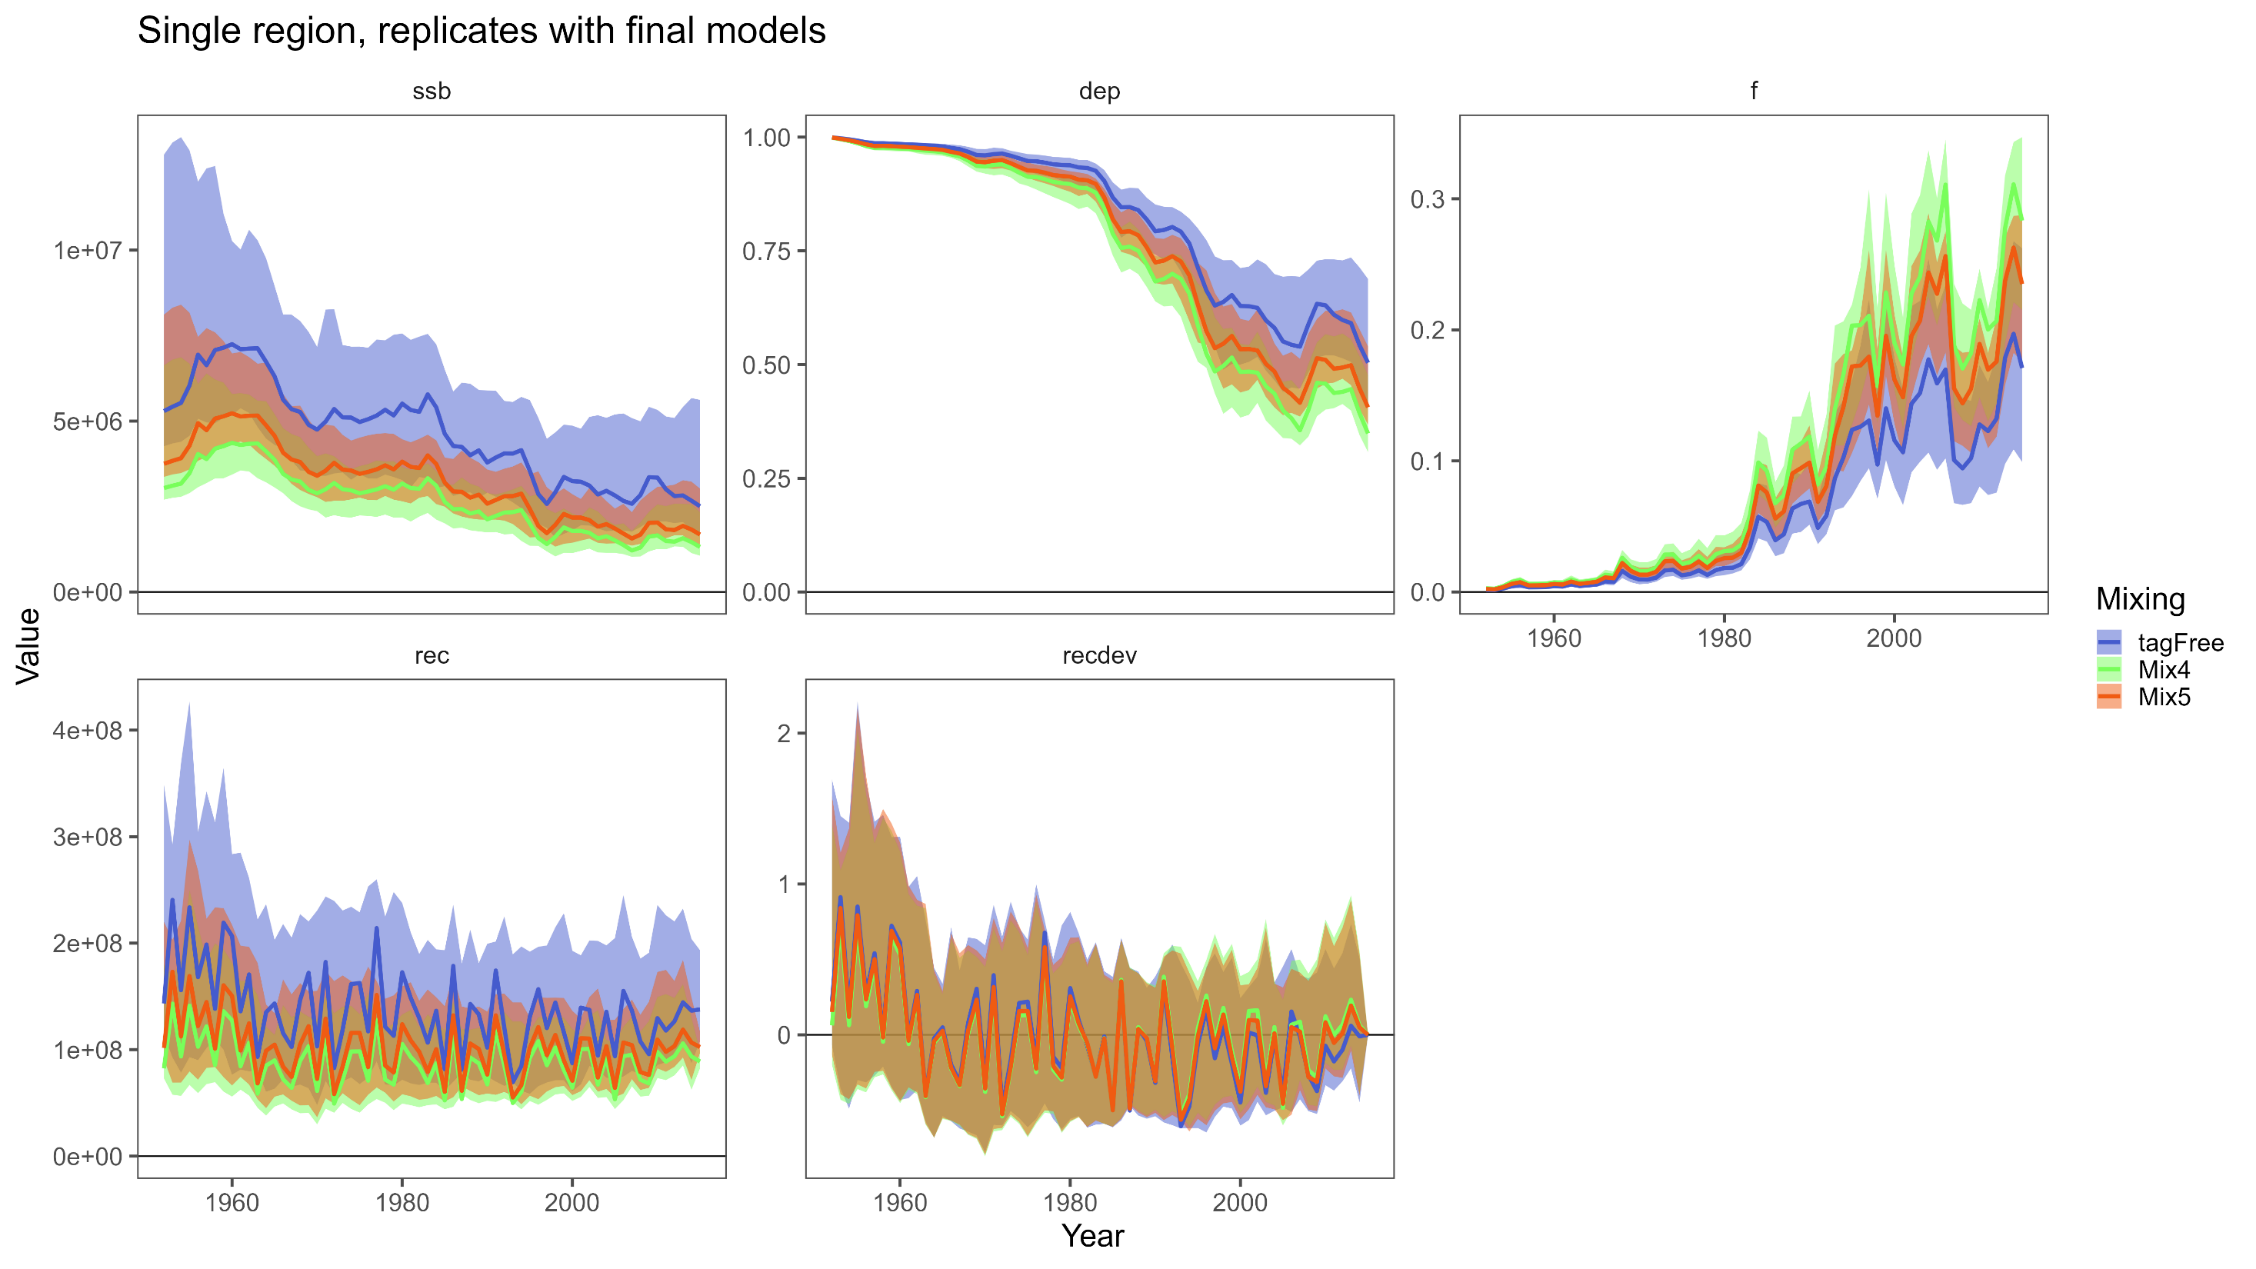 Single region, replicates with final models
ssb
dep
f
1e+07
5e+06
0e+00
1.00
0.75
0.50
0.25
0.00
0.3
0.2
0.1
0.0
1960 1980 2000
Value
rec
recdev
4e+08
3e+08
2e+08
1e+08
0e+00
2
1
0
1960 1980 2000
1960 1980 2000
Year
Mixing
tagFree
Mix4
Mix5